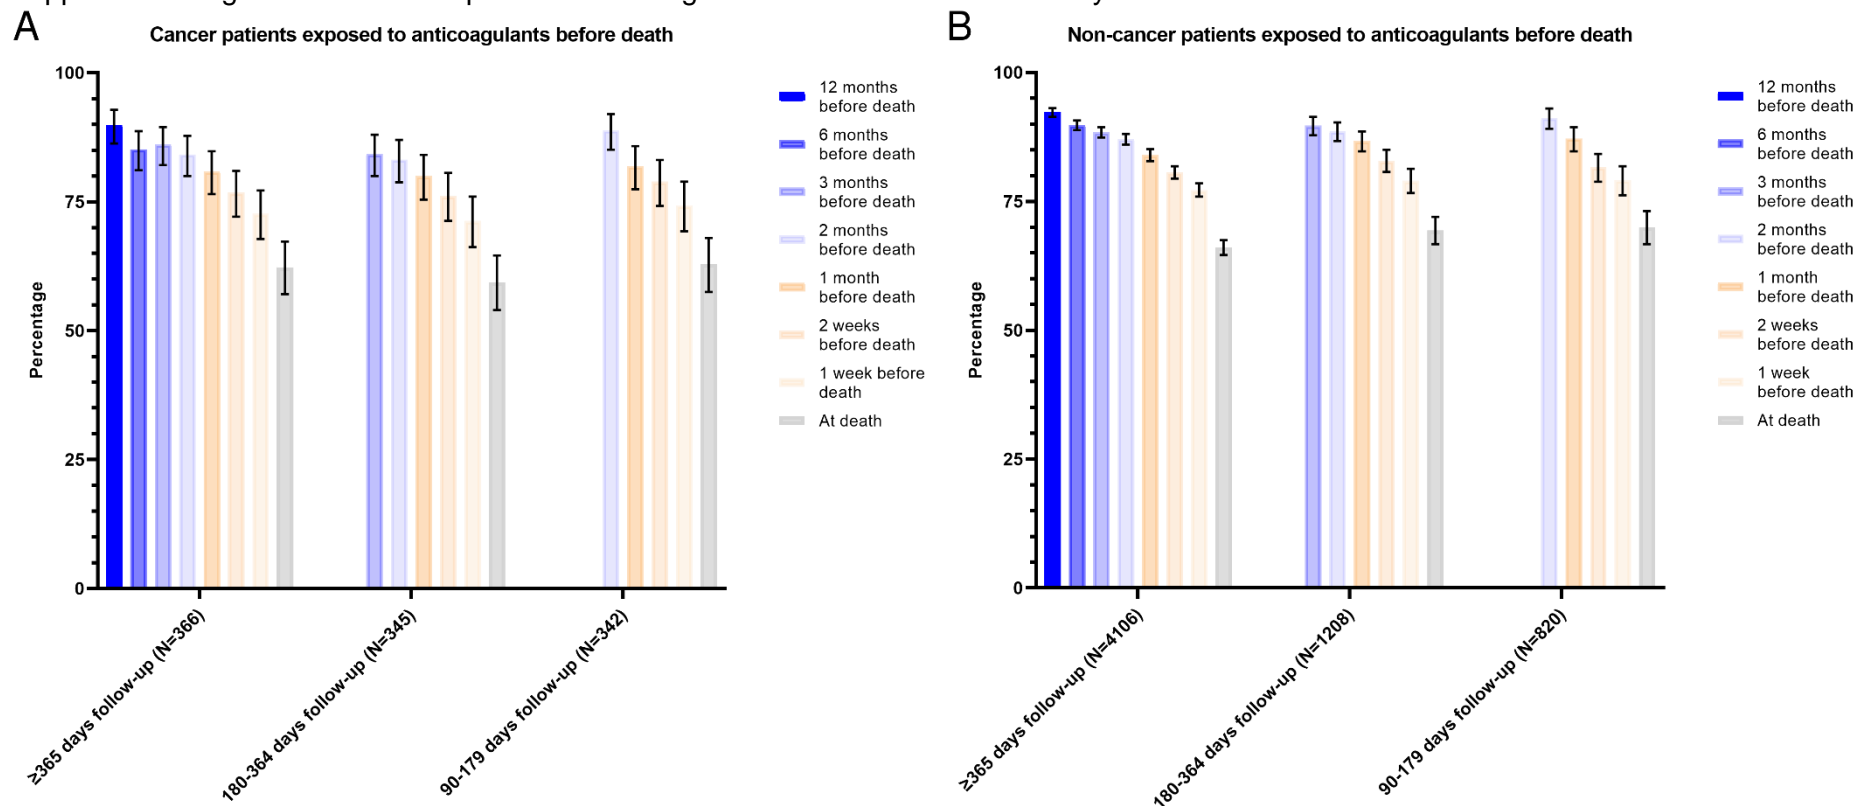 A
Cancer patients exposed to anticoagulants before death
100
75
50
25
0
Percentage
≥365 days follow-up (N=366)
180-364 days follow-up (N=345)
90-179 days follow-up (N=342)
12 months
before death
6 months
before death
3 months
before death
2 months
before death
1 month
before death
2 weeks
before death
1 week before
death
At death
B
Non-cancer patients exposed to anticoagulants before death
100
75
50
25
0
Percentage
≥365 days follow-up (N=4106)
180-364 days follow-up (N=1208)
90-179 days follow-up (N=820)
12 months
before death
6 months
before death
3 months
before death
2 months
before death
1 month
before death
2 weeks
before death
1 week
before death
At death